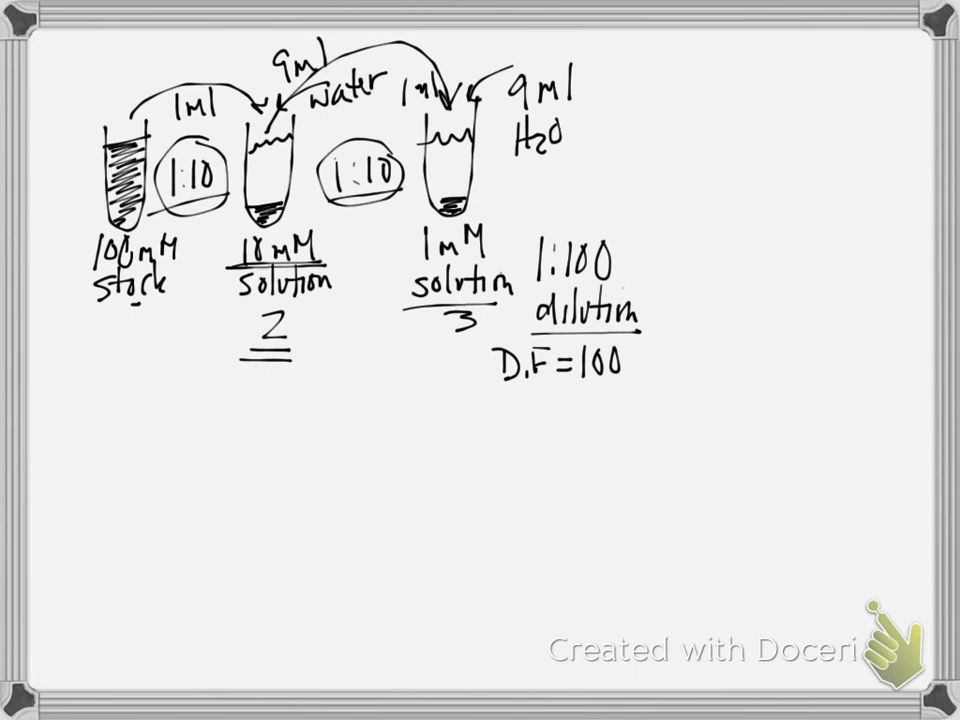 9ml
water
1ml
1ml
9ml
H2O
1:10
1:10
100mM
stock
10mM
solution
2
1mM
solution
3
1:100
dilution
D.F = 100
Created with Doceri